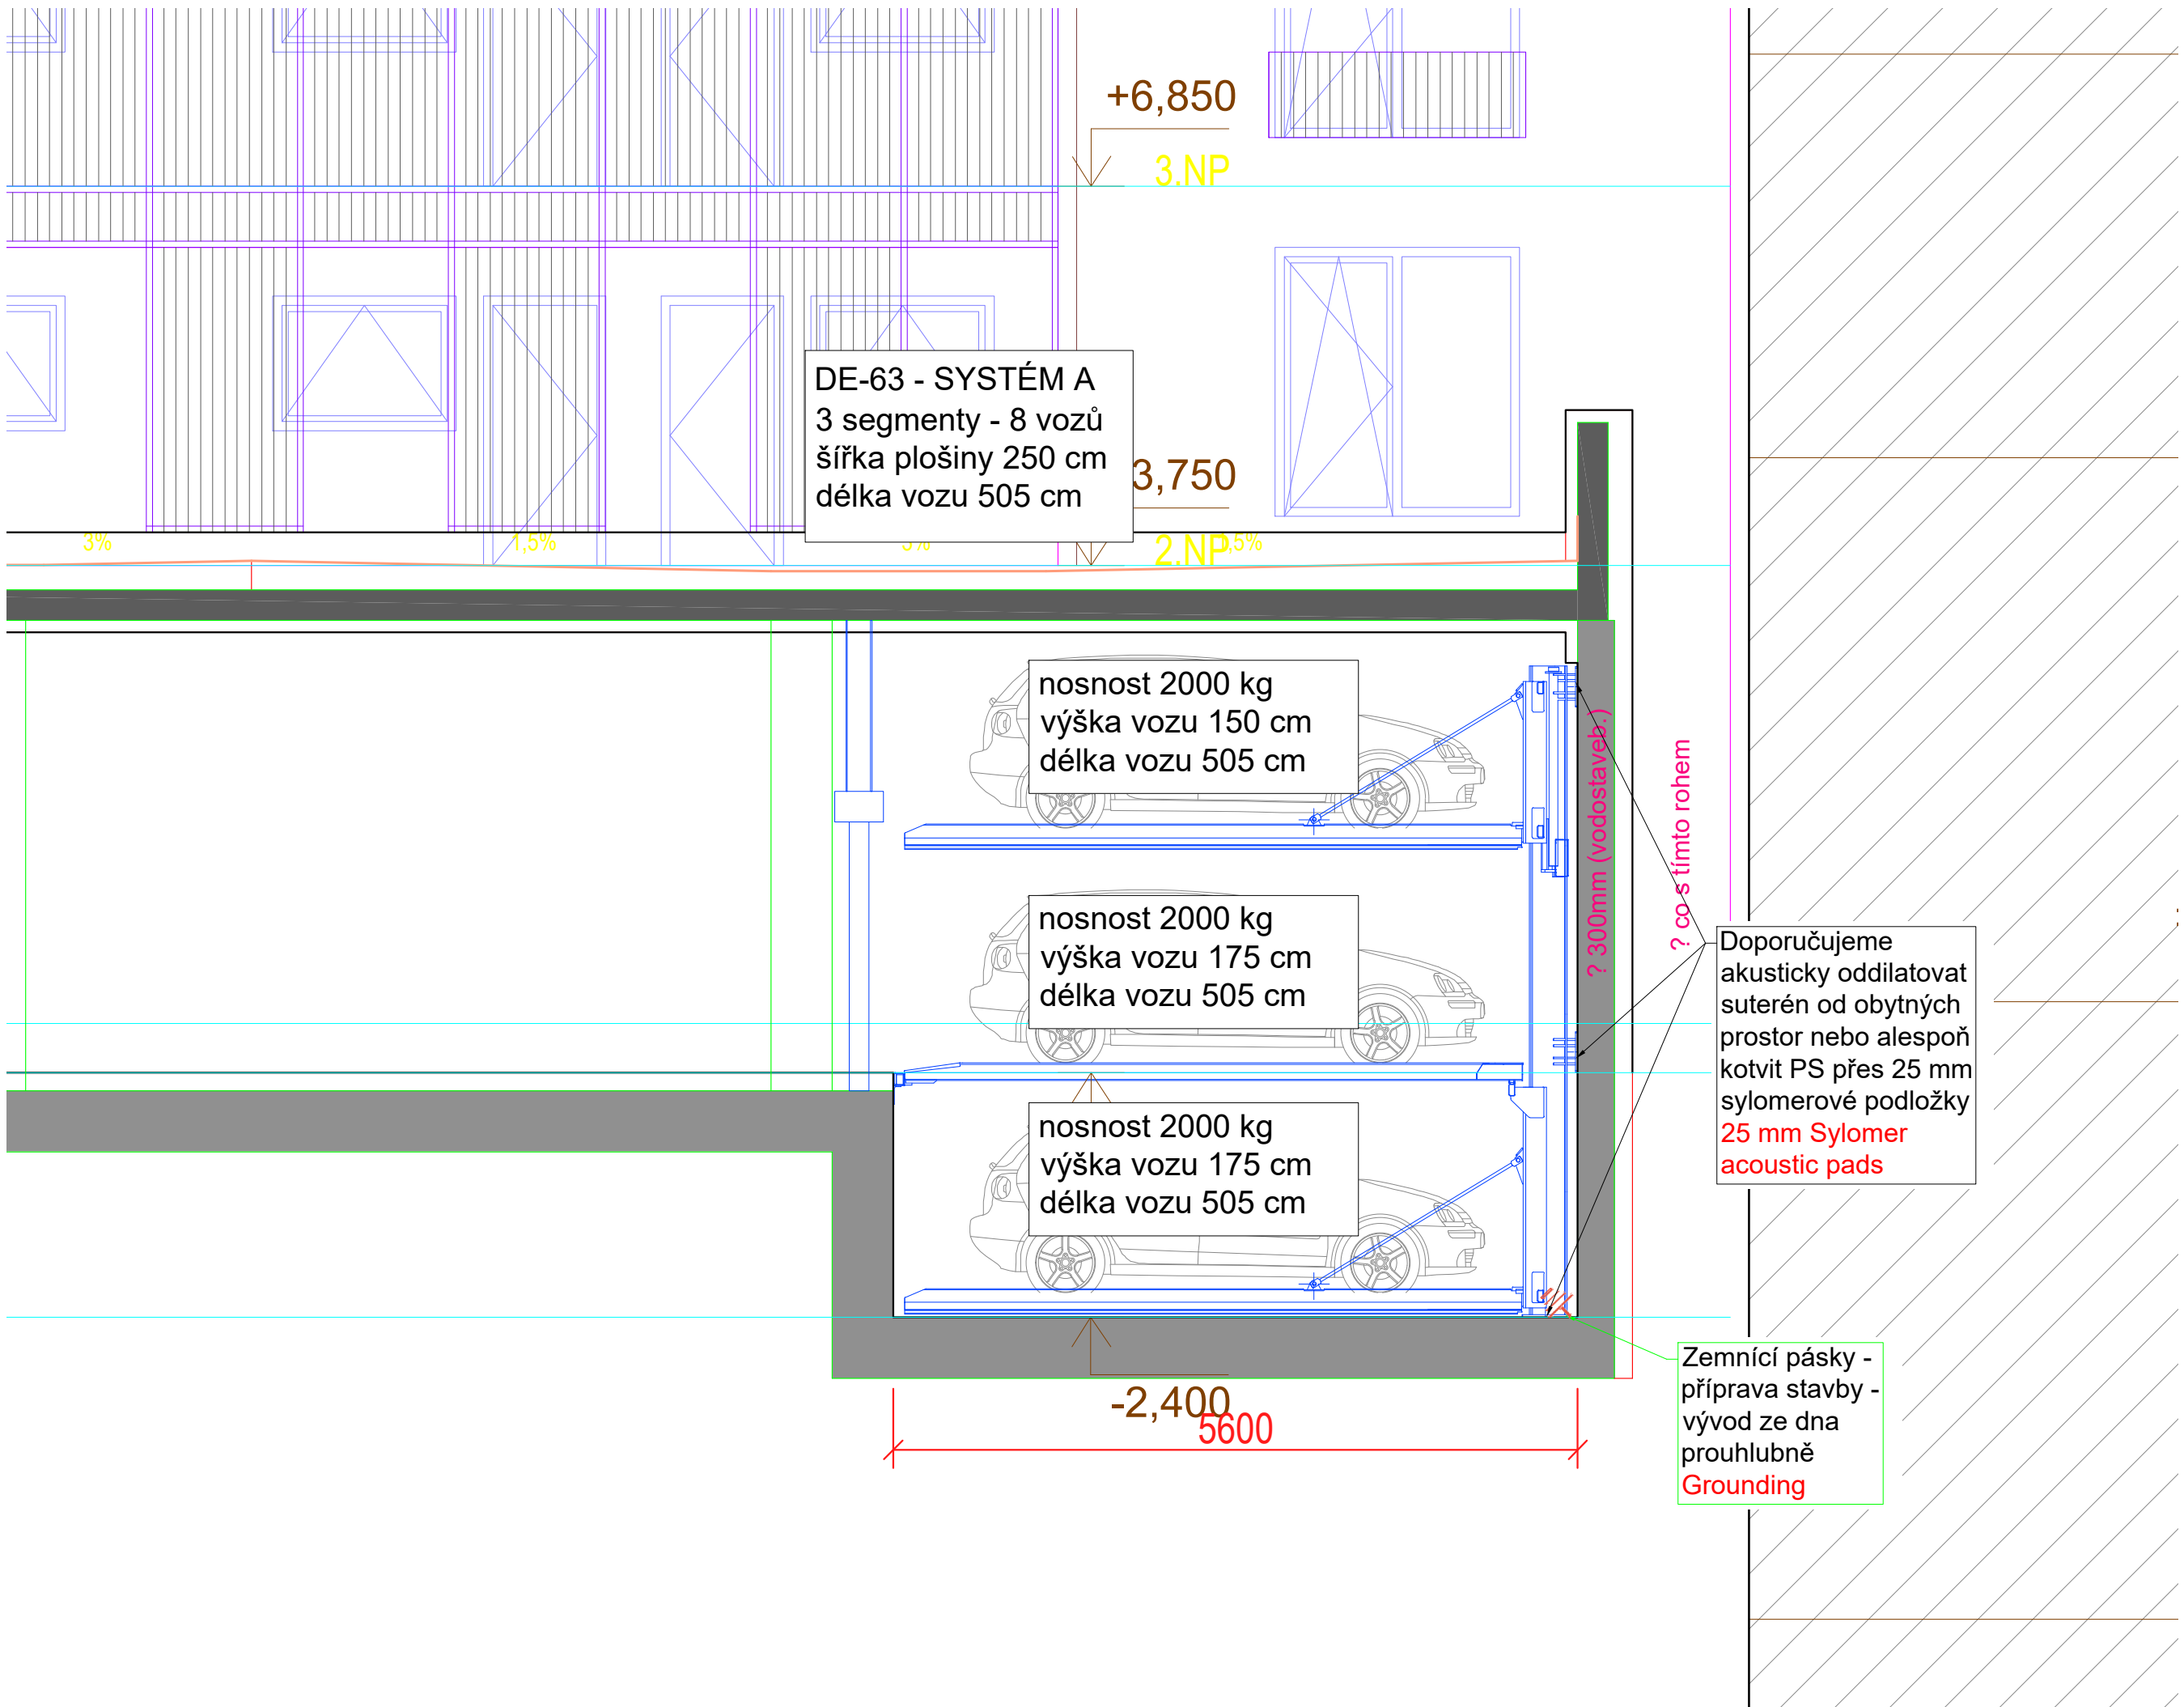 +6,850
3.NP
DE-63 - SYSTÉM A
3 segmenty - 8 vozů
šířka plošiny 250 cm
délka vozu 505 cm
3,750
3%
1,5%
3%
2.NP
,5%
nosnost 2000 kg
výška vozu 150 cm
délka vozu 505 cm
? 300mm (vodostaveb.)
? co s tímto rohem
nosnost 2000 kg
výška vozu 175 cm
délka vozu 505 cm
Doporučujeme
akusticky oddilatovat
suterén od obytných
prostor nebo alespoň
kotvit PS přes 25 mm
sylomerové podložky
25 mm Sylomer
acoustic pads
nosnost 2000 kg
výška vozu 175 cm
délka vozu 505 cm
Zemnící pásky -
příprava stavby -
vývod ze dna
prouhlubně
Grounding
-2,400
5600